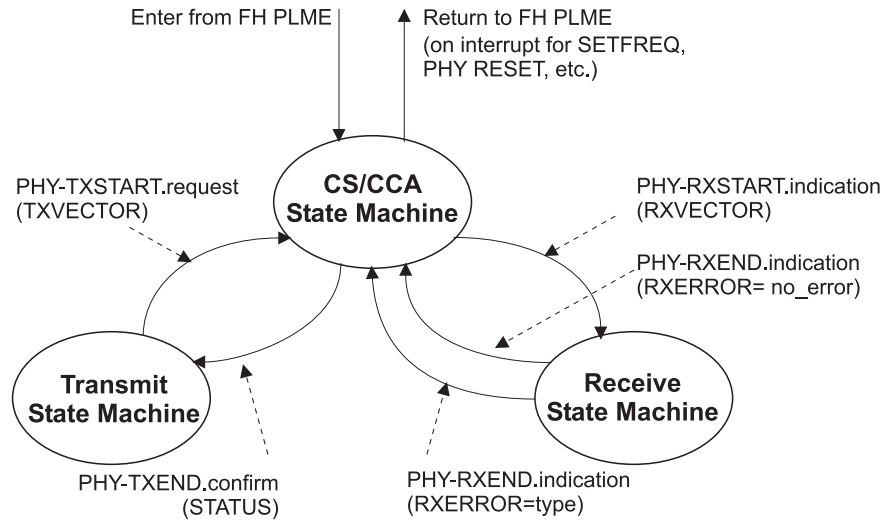 Enter from FH PLME
Return to FH PLME
(on interrupt for SETFREQ,
PHY RESET, etc.)
CS/CCA
State Machine
PHY-TXSTART.request
(TXVECTOR)
PHY-RXSTART.indication
(RXVECTOR)
PHY-RXEND.indication
(RXERROR= no_error)
Transmit
State Machine
Receive
State Machine
PHY-TXEND.confirm
(STATUS)
PHY-RXEND.indication
(RXERROR=type)